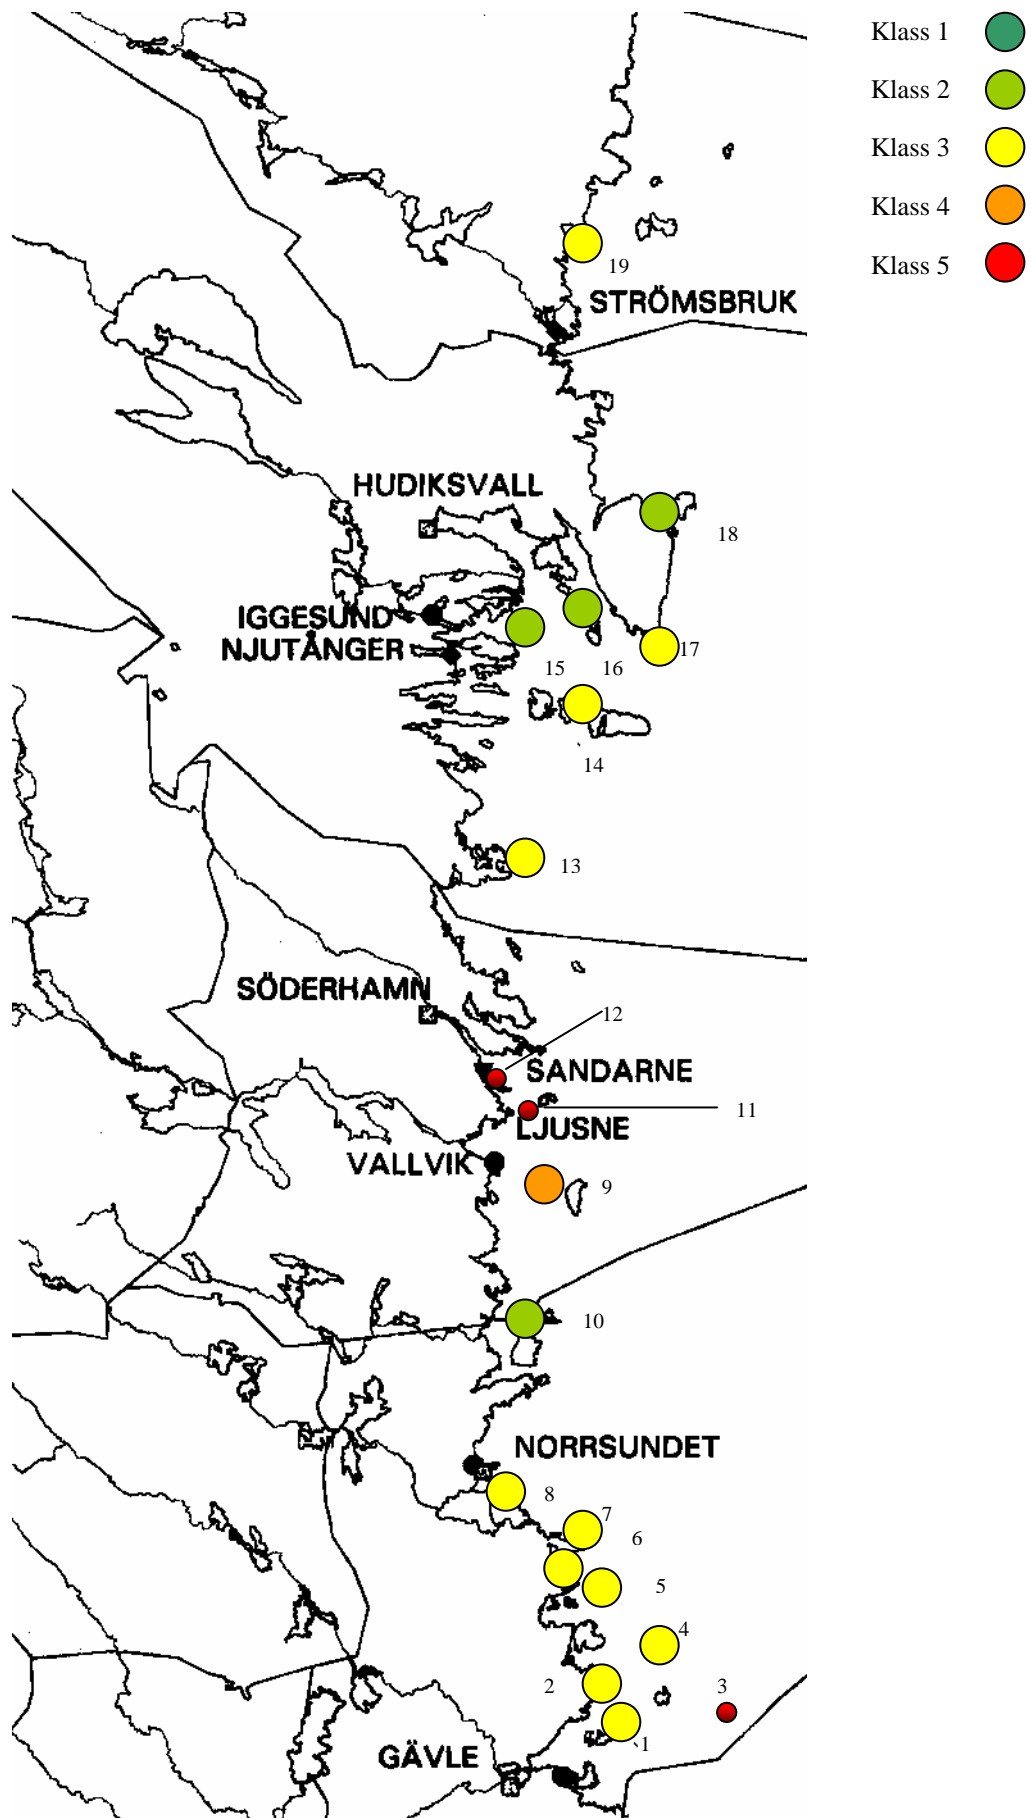 Klass 1
Klass 2
Klass 3
Klass 4
Klass 5
19
STRÖMSBRUK
HUDIKSVALL
18
IGGESUND
NJUTÅNGER
17
15
16
14
13
SÖDERHAMN
12
SANDARNE
11
LJUSNE
VALLVIK
9
10
NORRSUNDET
8
7
6
5
4
2
3
1
GÄVLE